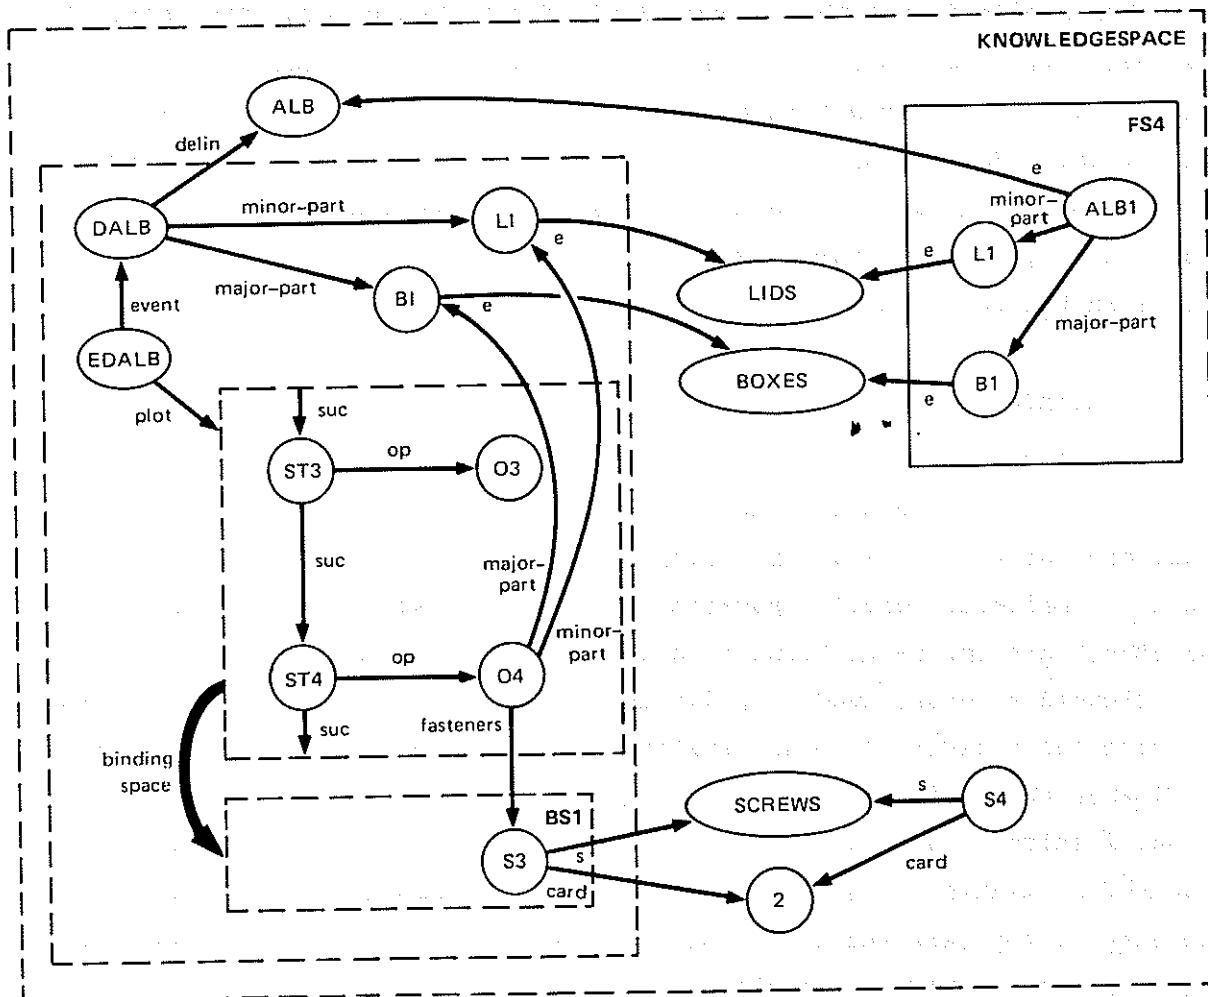 KNOWLEDGESPACE
ALB
FS4
delin
e
minor-
part
ALB1
DALB
minor-part
LI
e
L1
e
LIDS
major-part
BI
e
major-part
event
EDALB
BOXES
B1
e
plot
suc
ST3
op
O3
suc
major-
part
minor-
part
ST4
op
O4
suc
fasteners
binding
space
BS1
SCREWS
s
S4
S3
s
card
card
2